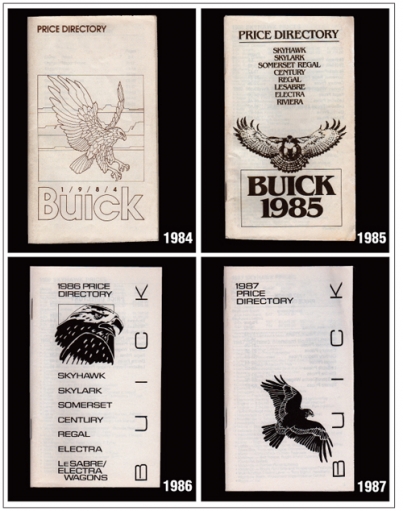 PRICE DIRECTORY
1/9/8/4
Buick
1984
PRICE DIRECTORY
SKYHAWK
SKYLARK
SOMERSET REGAL
CENTURY
REGAL
LESABRE
ELECTRA
RIVIERA
BUICK
1985
1985
1986 PRICE
DIRECTORY
SKYHAWK
SKYLARK
SOMERSET
CENTURY
REGAL
ELECTRA
LeSABRE/
ELECTRA
WAGONS
BUICK
1986
1987
PRICE
DIRECTORY
BUICK
1987